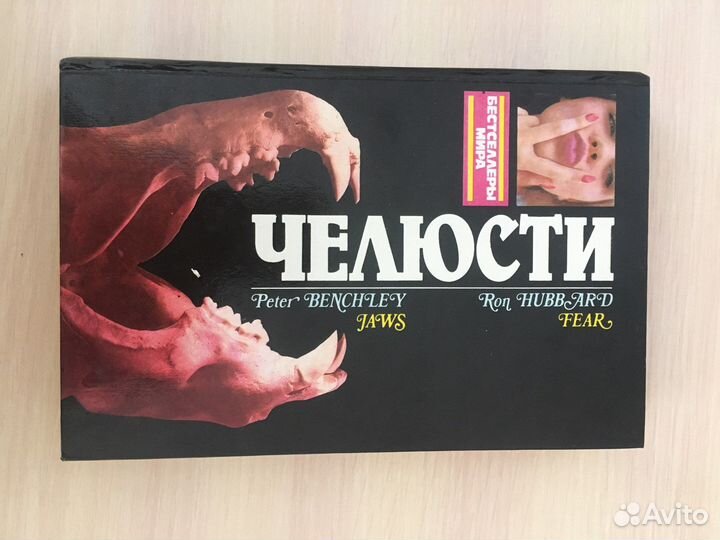 БЕСТСЕЛЛЕРЫ
МИРА
ЧЕЛЮСТИ
Peter BENCHLEY
JAWS
Ron HUBBARD
FEAR
Avito